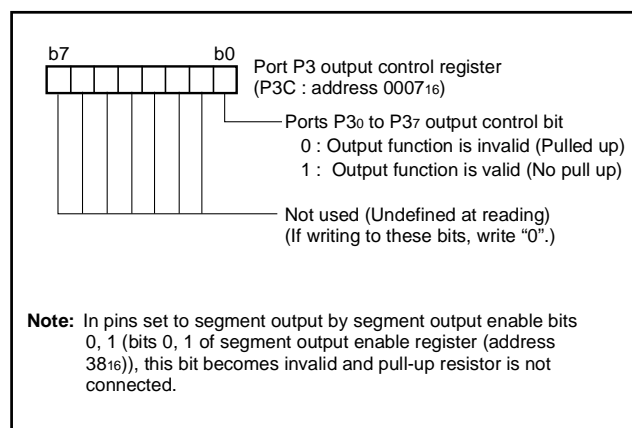 b7 b0
Port P3 output control register
(P3C : address 000716)
Ports P30 to P37 output control bit
0 : Output function is invalid (Pulled up)
1 : Output function is valid (No pull up)
Not used (Undefined at reading)
(If writing to these bits, write “0”.)
Note: In pins set to segment output by segment output enable bits
0, 1 (bits 0, 1 of segment output enable register (address
3816)), this bit becomes invalid and pull-up resistor is not
connected.